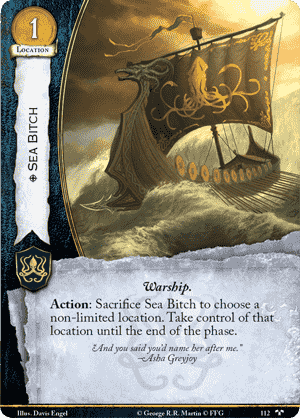 1
LOCATION
SEA BITCH
Warship.
Action: Sacrifice Sea Bitch to choose a
non-limited location. Take control of that
location until the end of the phase.
“And you said you’d name her after me.”
–Asha Greyjoy
Illus. Davis Engel
© George R.R. Martin © FFG
112